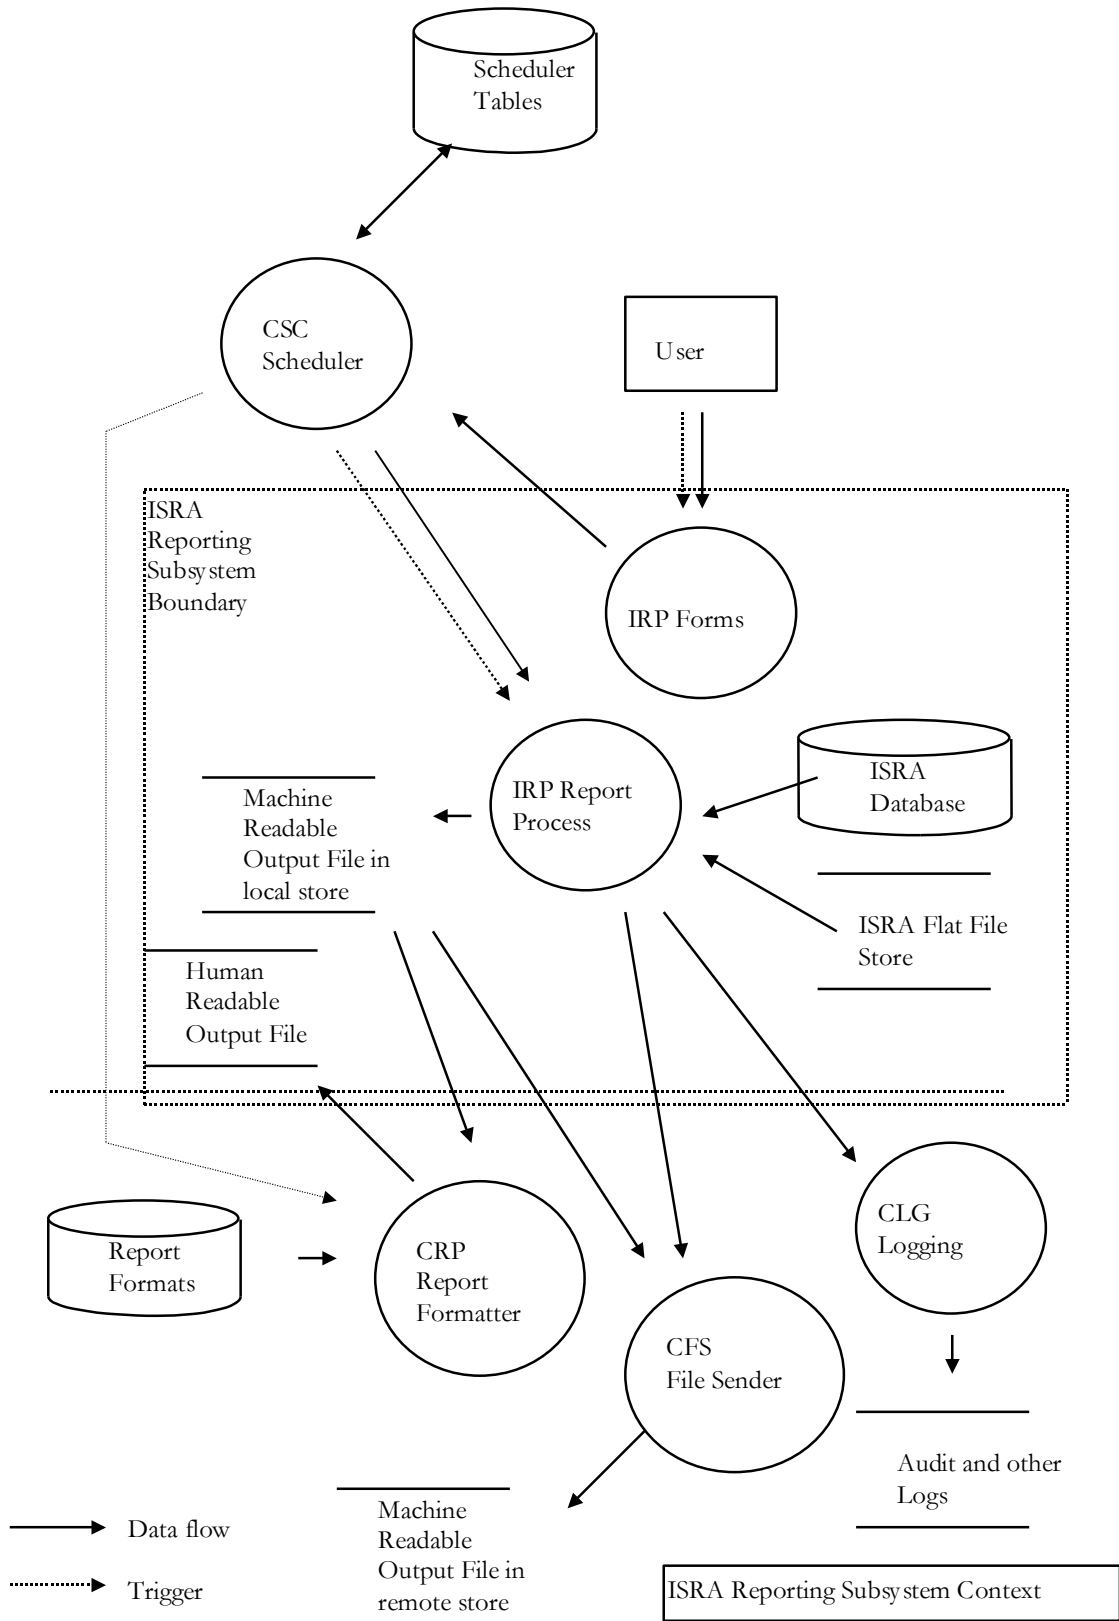 Scheduler
Tables
CSC
Scheduler
User
ISRA
Reporting
Subsystem
Boundary
IRP Forms
IRP Report
Process
ISRA
Database
Machine
Readable
Output File in
local store
ISRA Flat File
Store
Human
Readable
Output File
Report
Formats
CRP
Report
Formatter
CLG
Logging
CFS
File Sender
Audit and other
Logs
Machine
Readable
Output File in
remote store
Data flow
Trigger
ISRA Reporting Subsystem Context